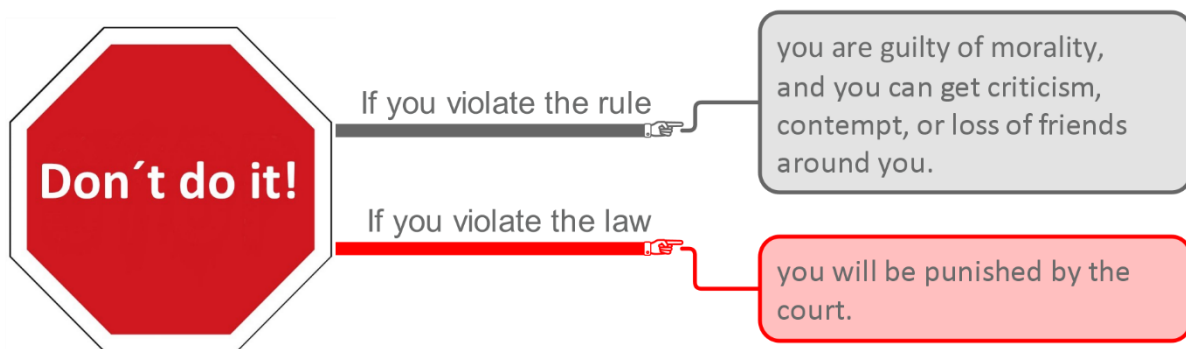 Don´t do it!
If you violate the rule
you are guilty of morality,
and you can get criticism,
contempt, or loss of friends
around you.
If you violate the law
you will be punished by the
court.